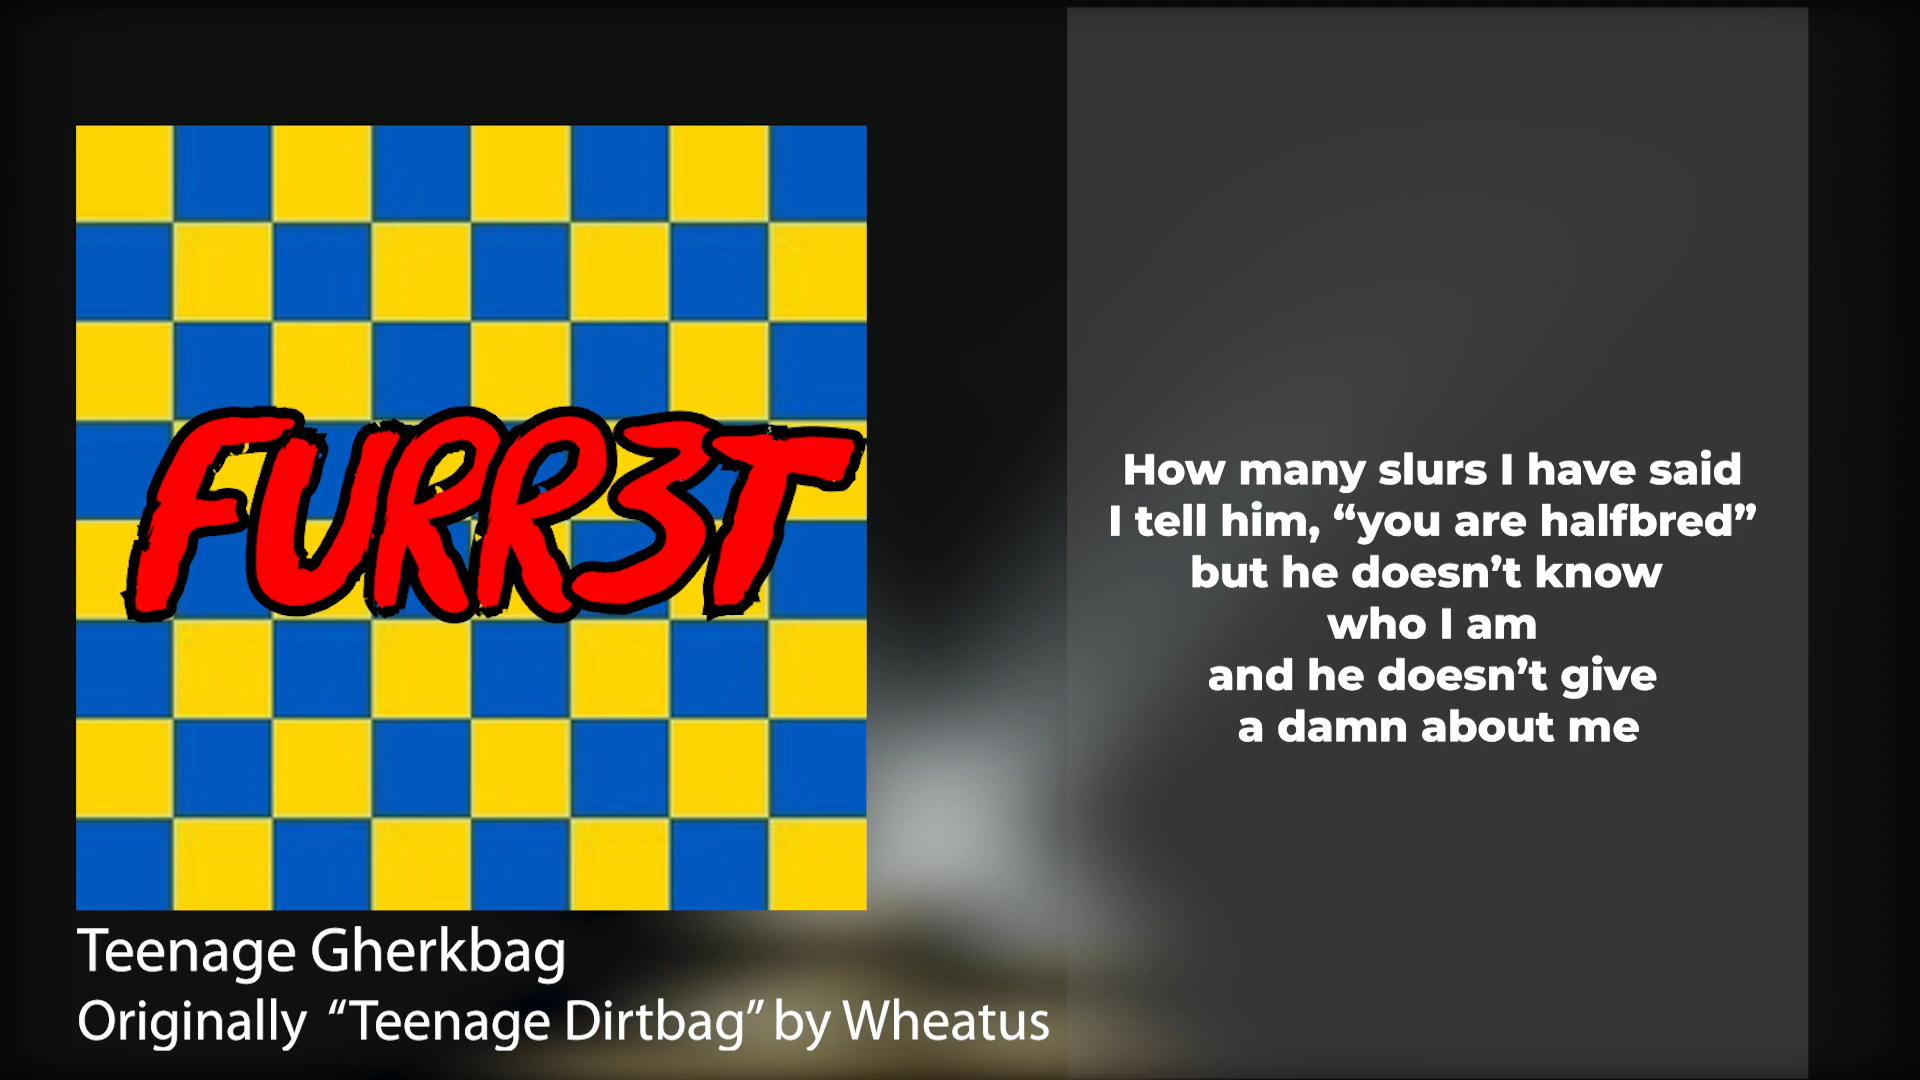 FURR3T
Teenage Gherkbag
Originally “Teenage Dirtbag” by Wheatus
How many slurs I have said
I tell him, “you are halfbred”
but he doesn’t know
who I am
and he doesn’t give
a damn about me